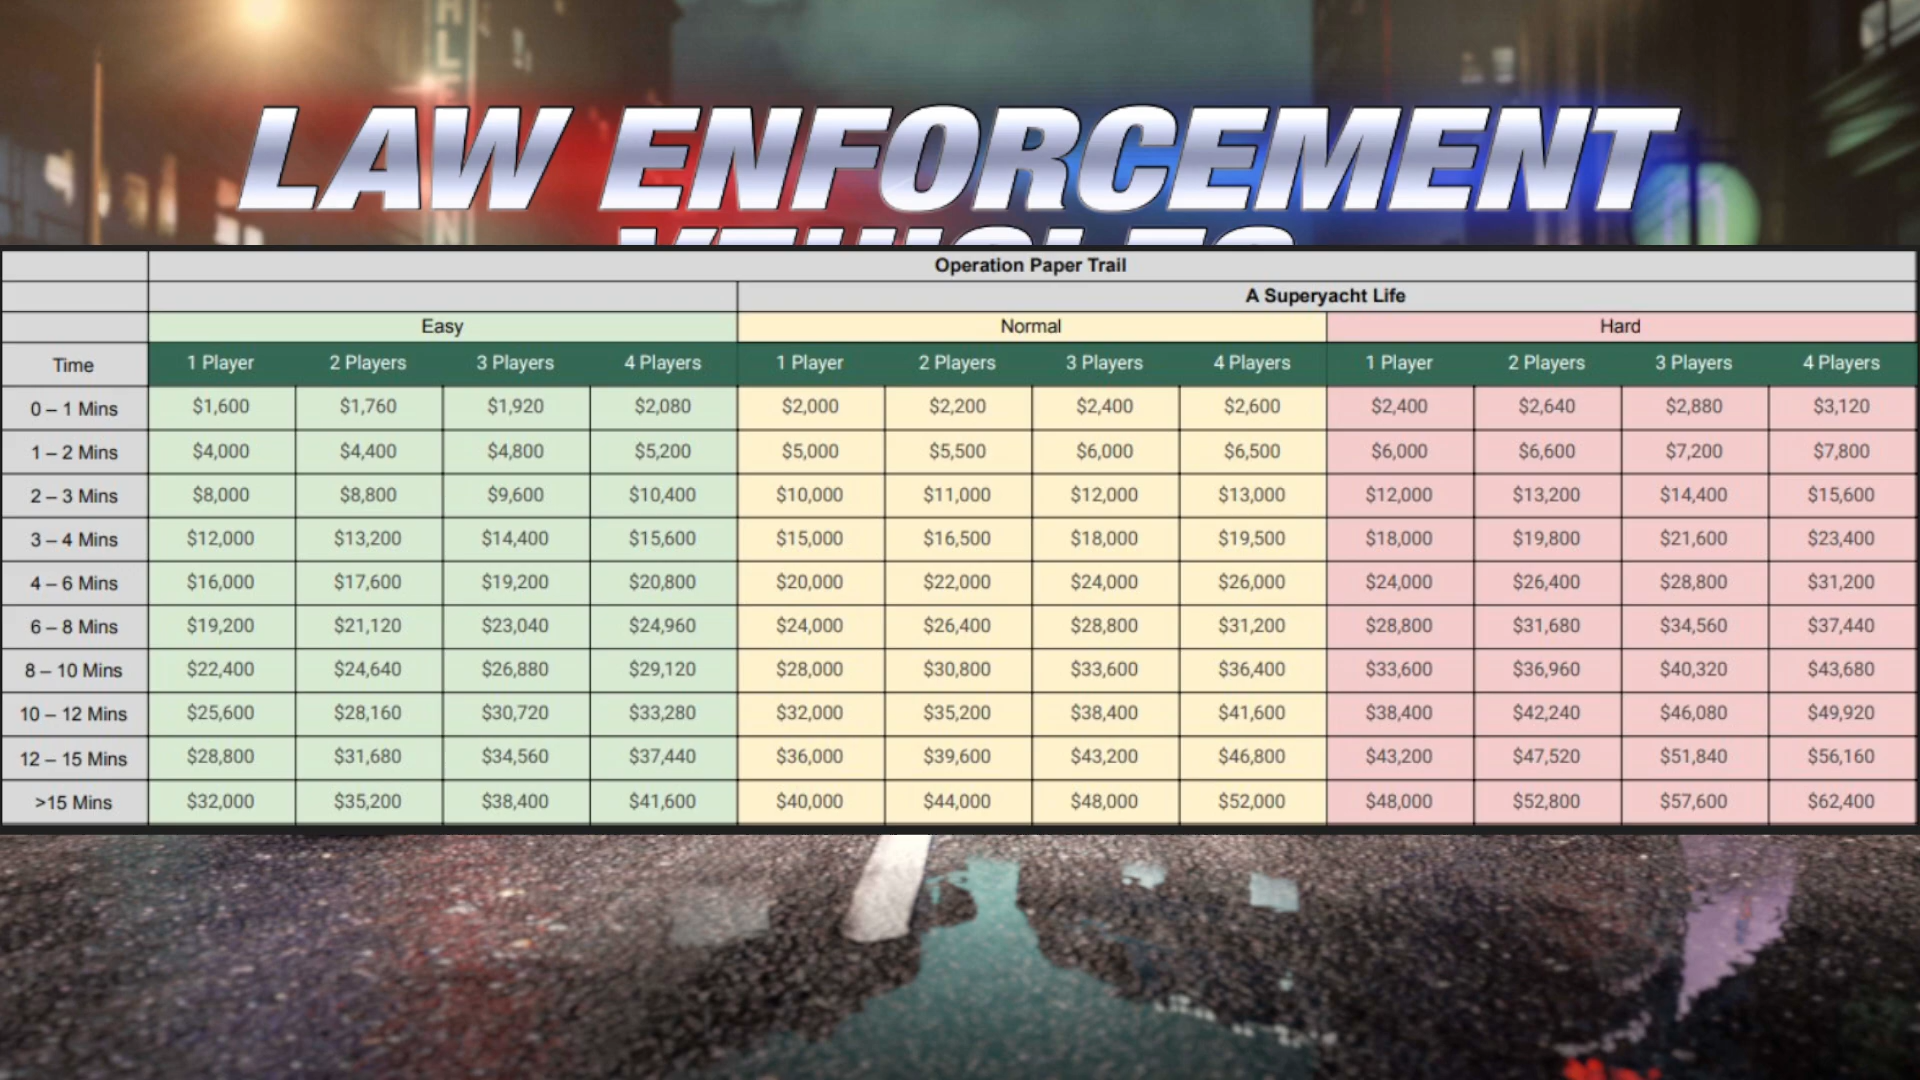 LAW ENFORCEMENT
VEHICLES
Operation Paper Trail
A Superyacht Life
Easy Normal Hard
Time 1 Player 2 Players 3 Players 4 Players 1 Player 2 Players 3 Players 4 Players 1 Player 2 Players 3 Players 4 Players
0 – 1 Mins $1,600 $1,760 $1,920 $2,080 $2,000 $2,200 $2,400 $2,600 $2,400 $2,640 $2,880 $3,120
1 – 2 Mins $4,000 $4,400 $4,800 $5,200 $5,000 $5,500 $6,000 $6,500 $6,000 $6,600 $7,200 $7,800
2 – 3 Mins $8,000 $8,800 $9,600 $10,400 $10,000 $11,000 $12,000 $13,000 $12,000 $13,200 $14,400 $15,600
3 – 4 Mins $12,000 $13,200 $14,400 $15,600 $15,000 $16,500 $18,000 $19,500 $18,000 $19,800 $21,600 $23,400
4 – 6 Mins $16,000 $17,600 $19,200 $20,800 $20,000 $22,000 $24,000 $26,000 $24,000 $26,400 $28,800 $31,200
6 – 8 Mins $19,200 $21,120 $23,040 $24,960 $24,000 $26,400 $28,800 $31,200 $28,800 $31,680 $34,560 $37,440
8 – 10 Mins $22,400 $24,640 $26,880 $29,120 $28,000 $30,800 $33,600 $36,400 $33,600 $36,960 $40,320 $43,680
10 – 12 Mins $25,600 $28,160 $30,720 $33,280 $32,000 $35,200 $38,400 $41,600 $38,400 $42,240 $46,080 $49,920
12 – 15 Mins $28,800 $31,680 $34,560 $37,440 $36,000 $39,600 $43,200 $46,800 $43,200 $47,520 $51,840 $56,160
>15 Mins $32,000 $35,200 $38,400 $41,600 $40,000 $44,000 $48,000 $52,000 $48,000 $52,800 $57,600 $62,400